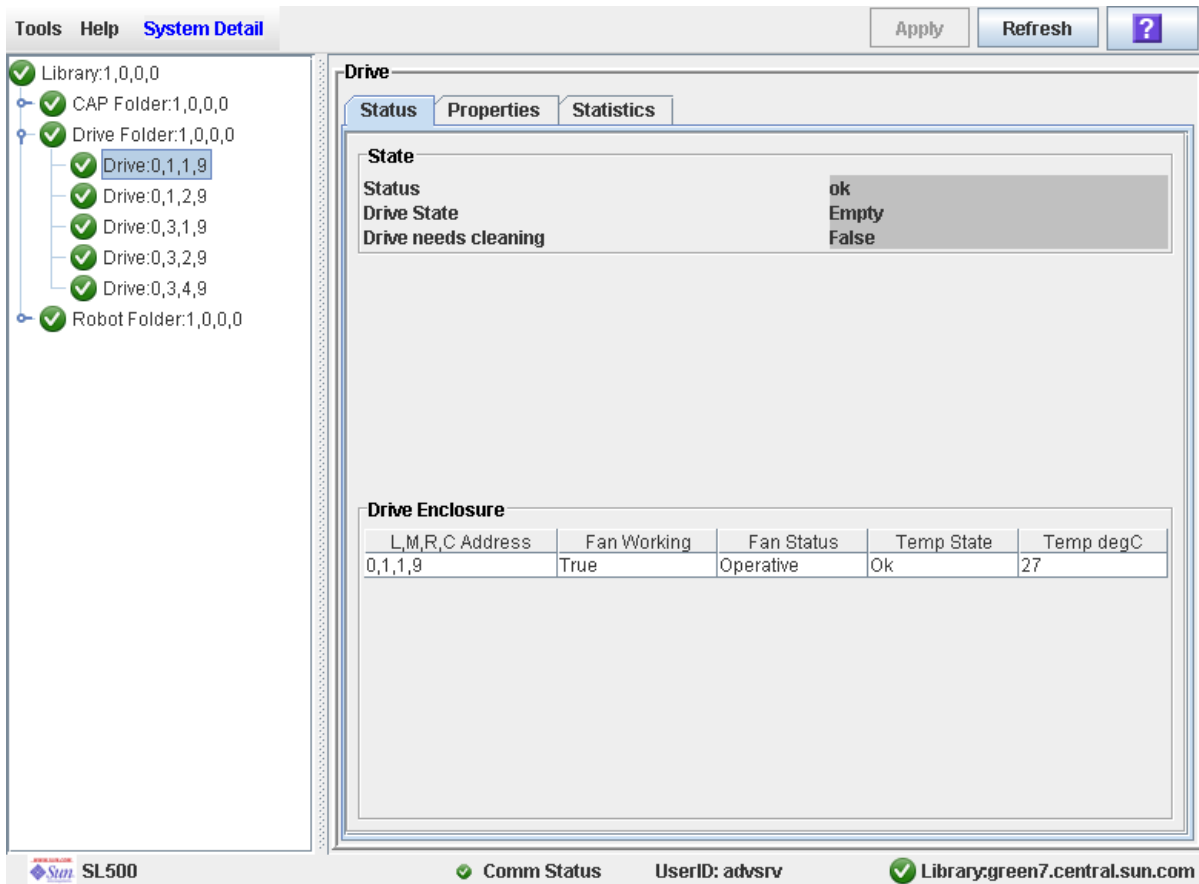 Tools Help System Detail Apply Refresh ?
Library:1,0,0,0
CAP Folder:1,0,0,0
Drive Folder:1,0,0,0
Drive:0,1,1,9
Drive:0,1,2,9
Drive:0,3,1,9
Drive:0,3,2,9
Drive:0,3,4,9
Robot Folder:1,0,0,0
Drive
Status Properties Statistics
State
Status ok
Drive State Empty
Drive needs cleaning False
Drive Enclosure
L,M,R,C Address Fan Working Fan Status Temp State Temp degC
0,1,1,9 True Operative Ok 27
Sun SL500 Comm Status UserID: advsrv Library:green7.central.sun.com